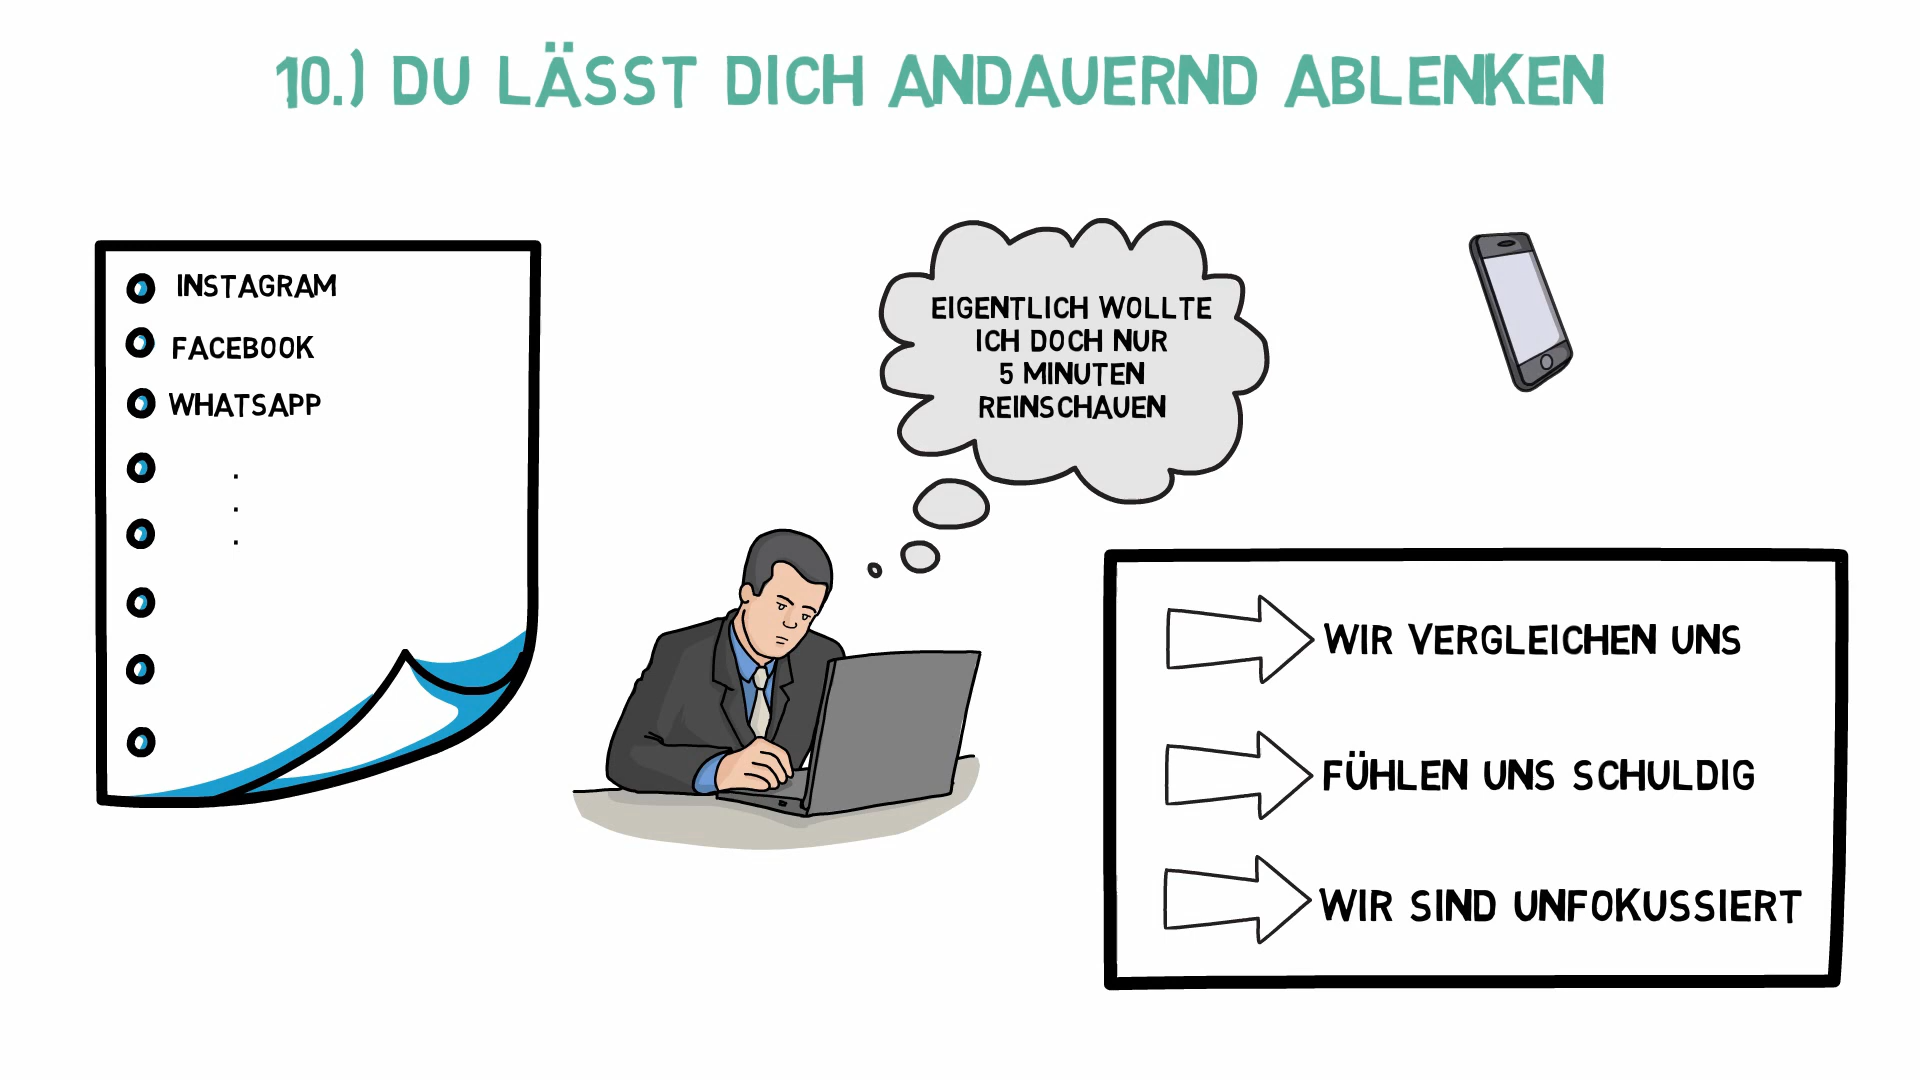 10.) DU LÄSST DICH ANDAUERND ABLENKEN
INSTAGRAM
FACEBOOK
WHATSAPP
.
.
.
EIGENTLICH WOLLTE
ICH DOCH NUR
5 MINUTEN
REINSCHAUEN
WIR VERGLEICHEN UNS
FÜHLEN UNS SCHULDIG
WIR SIND UNFOKUSSIERT